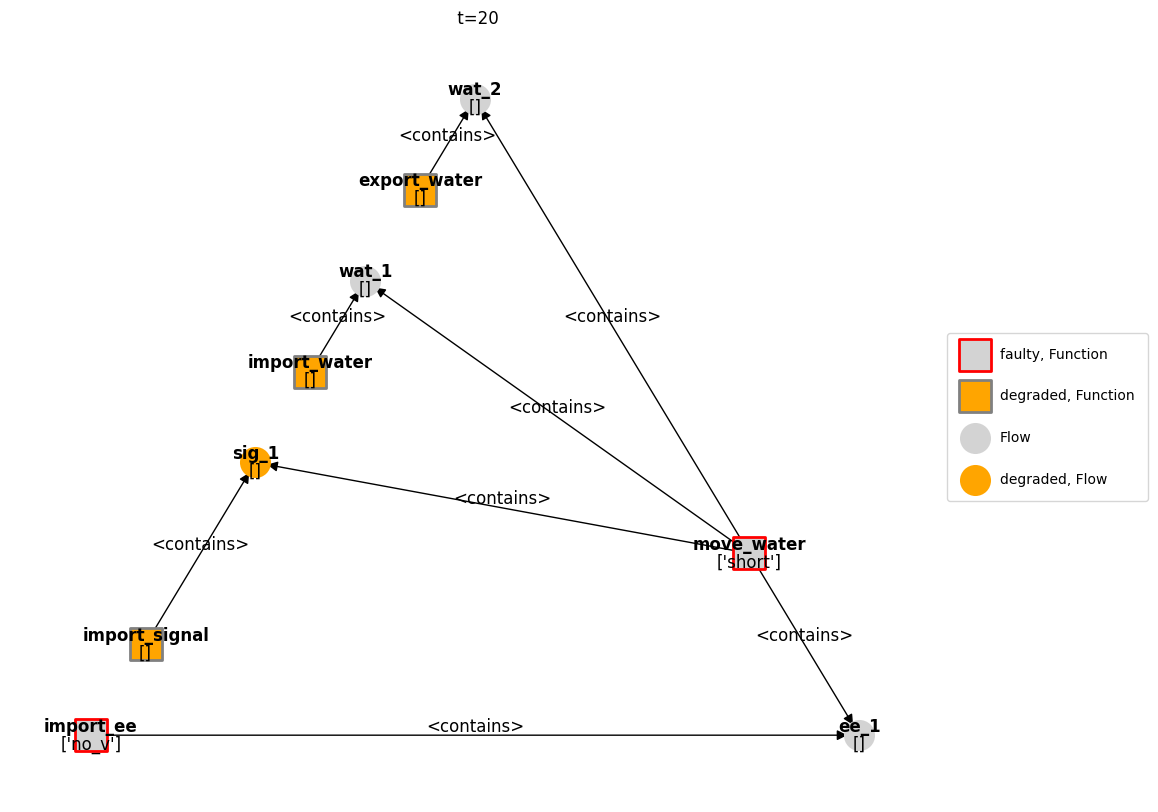 t=20
wat_2
[]
<contains>
export_water
[]
wat_1
[]
<contains>
<contains>
import_water
[]
<contains>
sig_1
[]
<contains>
<contains>
move_water
['short']
import_signal
[]
<contains>
import_ee
['no_v']
<contains>
ee_1
[]
faulty, Function
degraded, Function
Flow
degraded, Flow